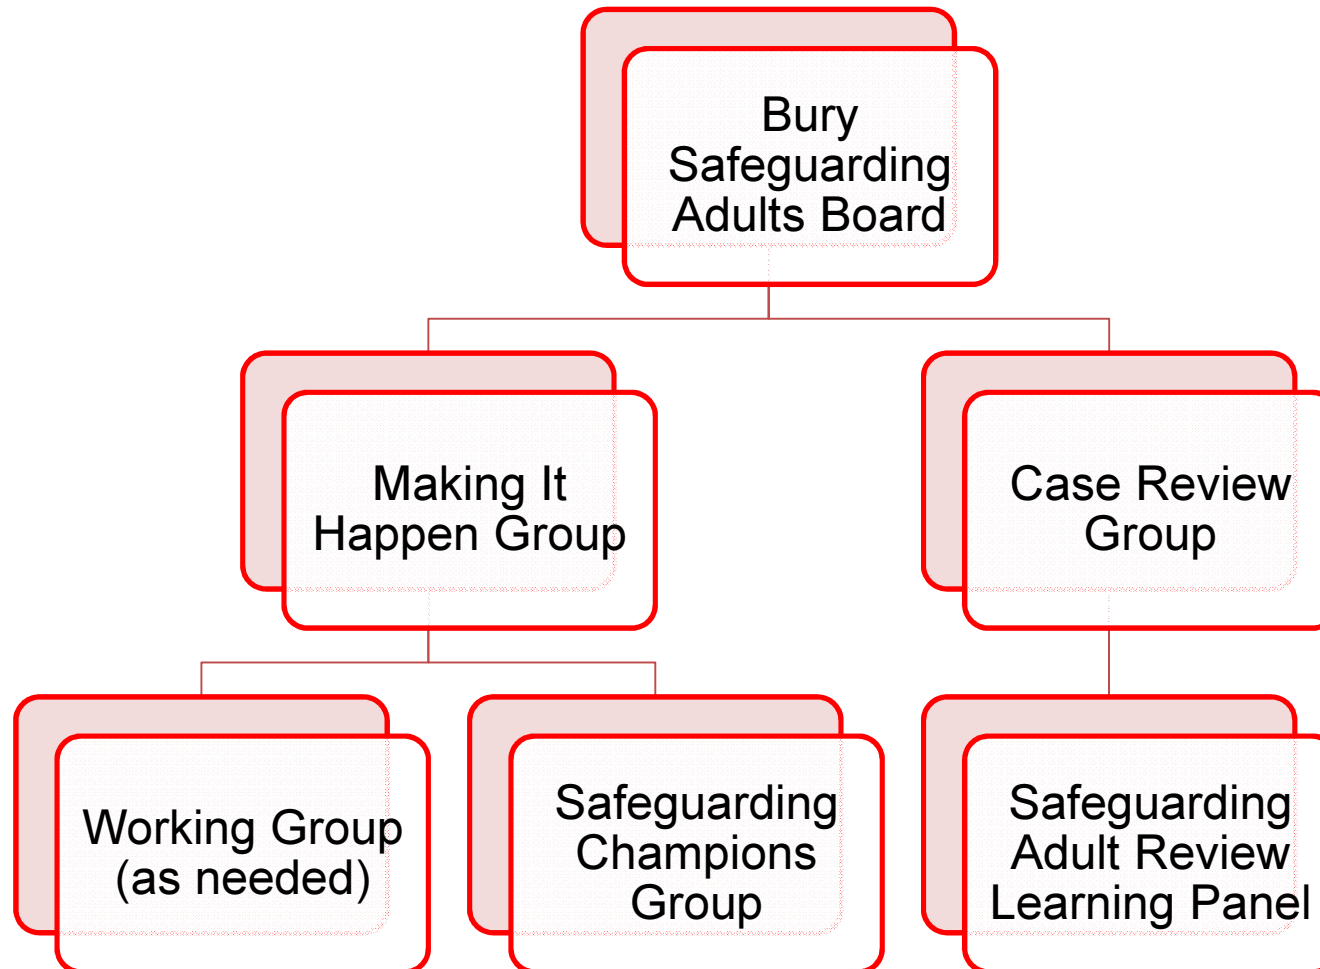 Bury
Safeguarding
Adults Board
Making It
Happen Group
Case Review
Group
Working Group
(as needed)
Safeguarding
Champions
Group
Safeguarding
Adult Review
Learning Panel